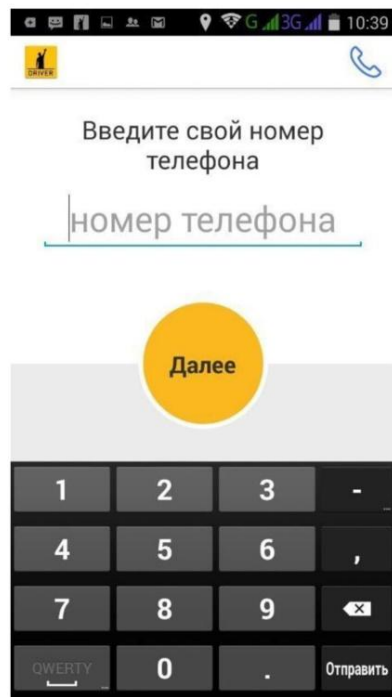 G 3G 10:39
DRIVER
Введите свой номер
телефона
номер телефона
Далее
1 2 3 -
4 5 6 ,
7 8 9
QWERTY 0 . Отправить